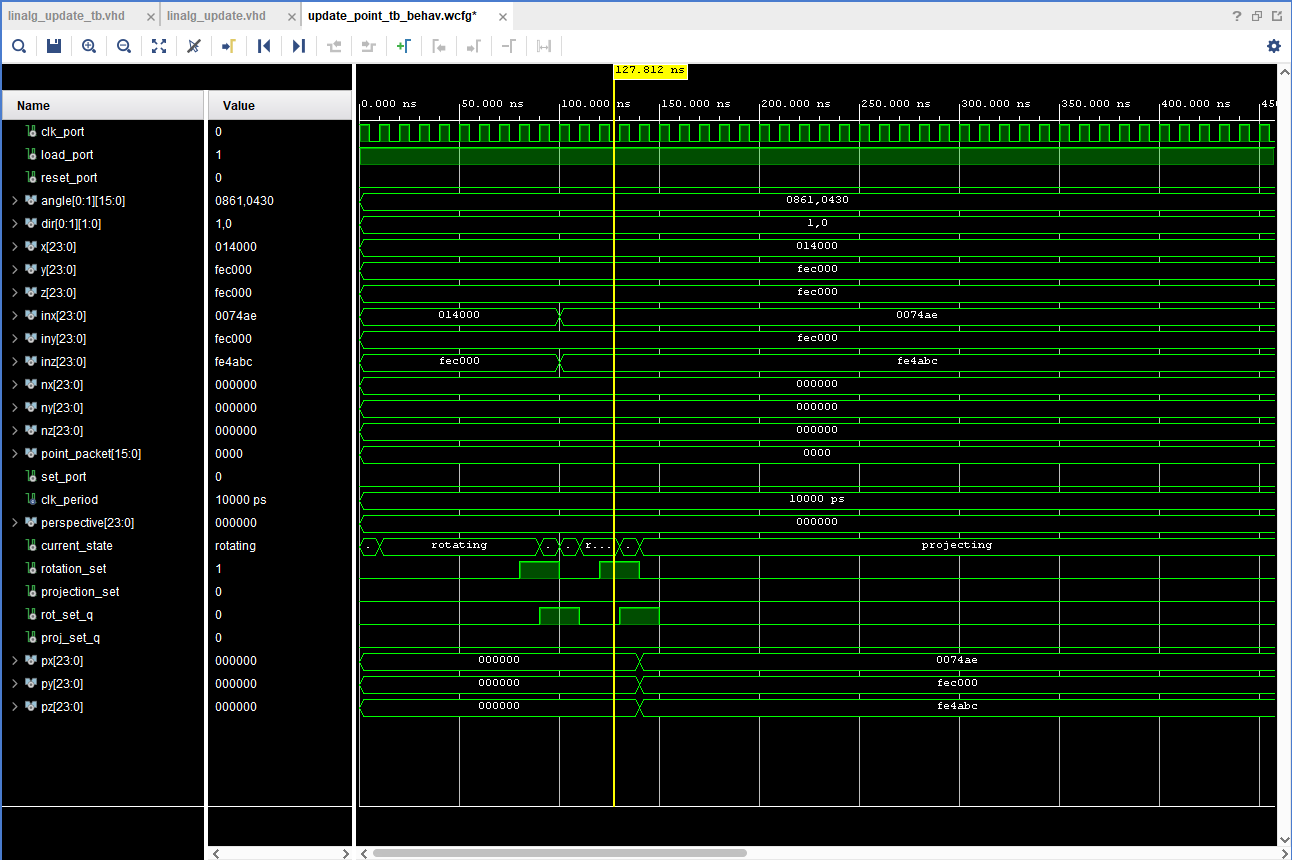 linalg_update_tb.vhd linalg_update.vhd update_point_tb_behav.wcfg*
127.812 ns
Name Value
0.000 ns 50.000 ns 100.000 ns 150.000 ns 200.000 ns 250.000 ns 300.000 ns 350.000 ns 400.000 ns 45
clk_port 0
load_port 1
reset_port 0
angle[0:1][15:0] 0861,0430 0861,0430
dir[0:1][1:0] 1,0 1,0
x[23:0] 014000 014000
y[23:0] fec000 fec000
z[23:0] fec000 fec000
inx[23:0] 0074ae 014000 0074ae
iny[23:0] fec000 fec000
inz[23:0] fe4abc fec000 fe4abc
nx[23:0] 000000 000000
ny[23:0] 000000 000000
nz[23:0] 000000 000000
point_packet[15:0] 0000 0000
set_port 0
clk_period 10000 ps 10000 ps
perspective[23:0] 000000 000000
current_state rotating . rotating . . r... . projecting
rotation_set 1
projection_set 0
rot_set_q 0
proj_set_q 0
px[23:0] 000000 000000 0074ae
py[23:0] 000000 000000 fec000
pz[23:0] 000000 000000 fe4abc